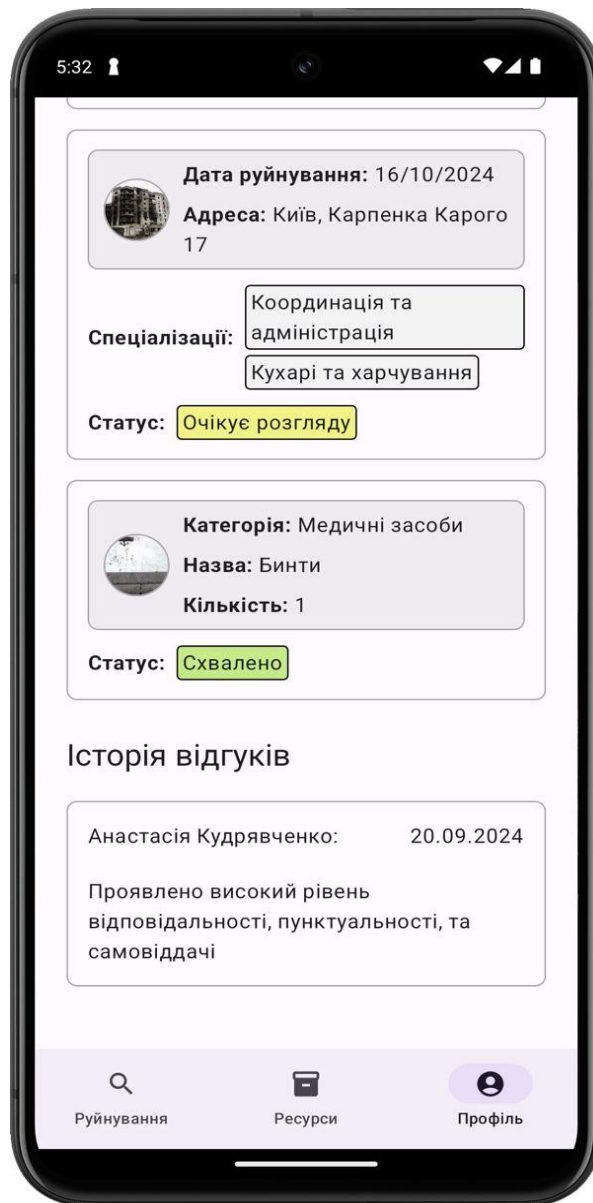 5:32
Дата руйнування: 16/10/2024
Адреса: Київ, Карпенка Карого
17
Спеціалізації:
Координація та
адміністрація
Кухарі та харчування
Статус: Очікує розгляду
Категорія: Медичні засоби
Назва: Бинти
Кількість: 1
Статус: Схвалено
Історія відгуків
Анастасія Кудрявченко: 20.09.2024
Проявлено високий рівень
відповідальності, пунктуальності, та
самовіддачі
Руйнування Ресурси Профіль